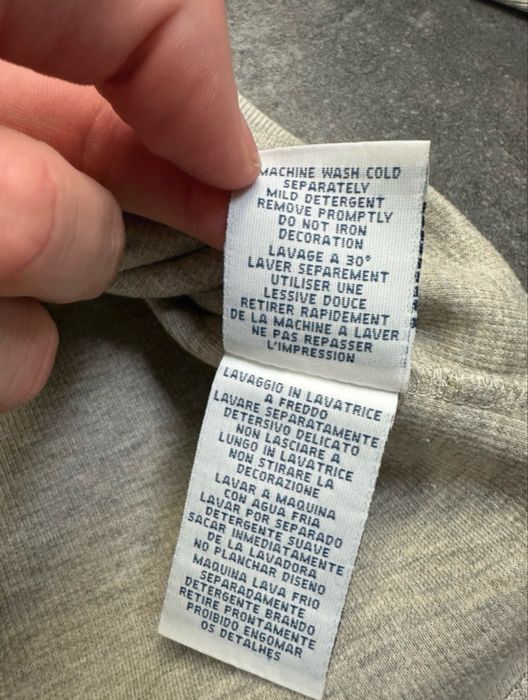 MACHINE WASH COLD
SEPARATELY
MILD DETERGENT
REMOVE PROMPTLY
DO NOT IRON
DECORATION
LAVAGE A 30°
LAVER SEPAREMENT
UTILISER UNE
LESSIVE DOUCE
RETIRER RAPIDEMENT
DE LA MACHINE A LAVER
NE PAS REPASSER
L'IMPRESSION
LAVAGGIO IN LAVATRICE
A FREDDO
LAVARE SEPARATAMENTE
DETERSIVO DELICATO
NON LASCIARE A
LUNGO IN LAVATRICE
NON STIRARE LA
DECORAZIONE
LAVAR A MAQUINA
CON AGUA FRIA
LAVAR POR SEPARADO
DETERGENTE SUAVE
SACAR INMEDIATAMENTE
DE LA LAVADORA
NO PLANCHAR DISENO
MAQUINA LAVA FRIO
SEPARADAMENTE
DETERGENTE BRANDO
RETIRE PRONTAMENTE
PROIBIDO ENGOMAR
OS DETALHES